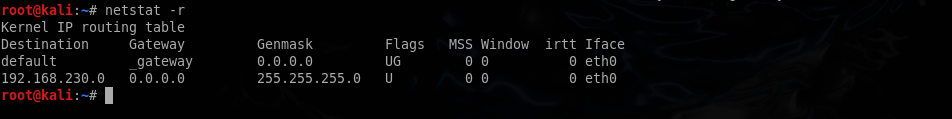 root@kali:~# netstat -r
Kernel IP routing table
Destination     Gateway         Genmask         Flags   MSS Window  irtt Iface
default         _gateway        0.0.0.0         UG        0 0          0 eth0
192.168.230.0   0.0.0.0         255.255.255.0   U         0 0          0 eth0
root@kali:~#